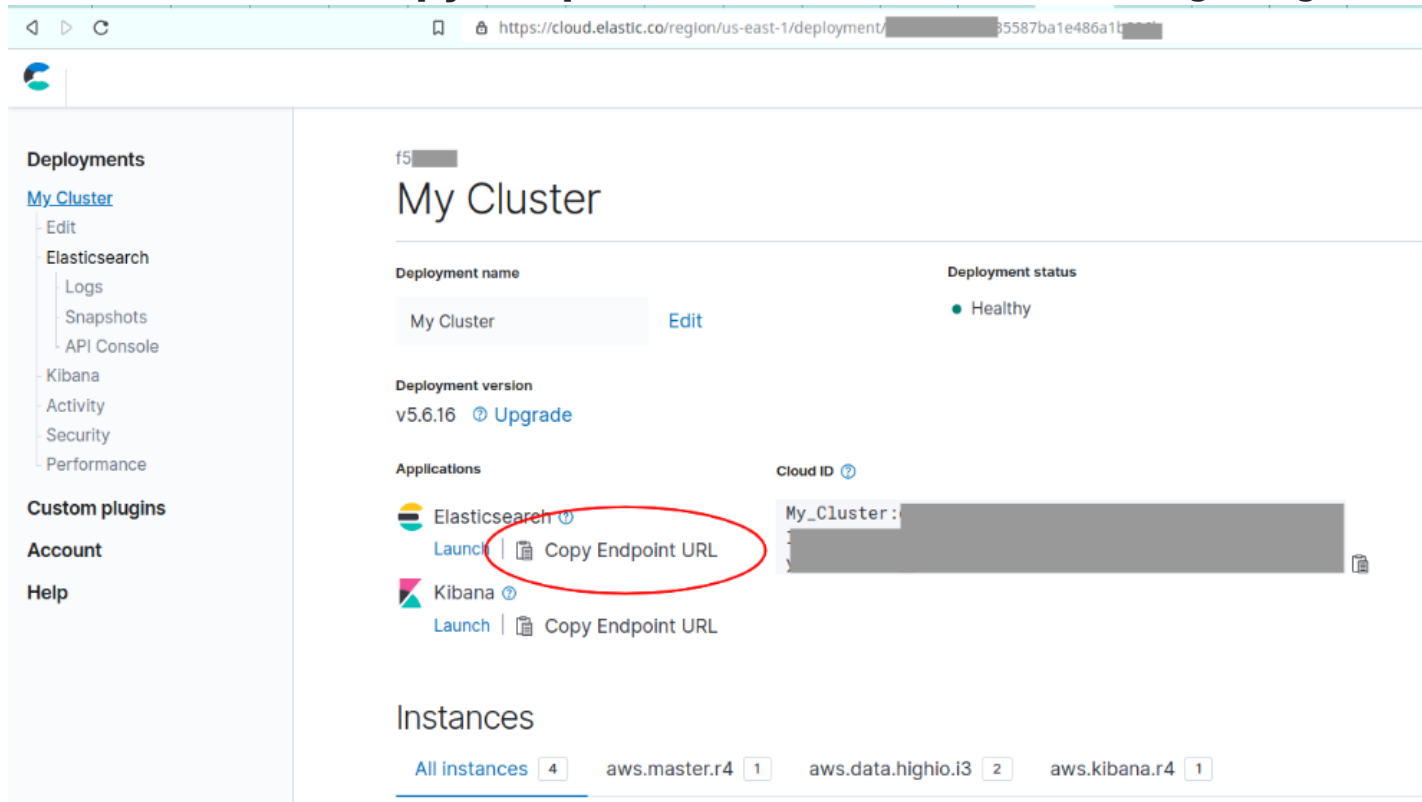 https://cloud.elastic.co/region/us-east-1/deployment/ 35587ba1e486a1b
Deployments
My Cluster
Edit
Elasticsearch
Logs
Snapshots
API Console
Kibana
Activity
Security
Performance
Custom plugins
Account
Help
f5
My Cluster
Deployment name
Deployment status
My Cluster Edit
Healthy
Deployment version
v5.6.16 Upgrade
Applications
Cloud ID
Elasticsearch
Launch | Copy Endpoint URL
Kibana
Launch | Copy Endpoint URL
My_Cluster:
Instances
All instances 4 aws.master.r4 1 aws.data.highio.i3 2 aws.kibana.r4 1